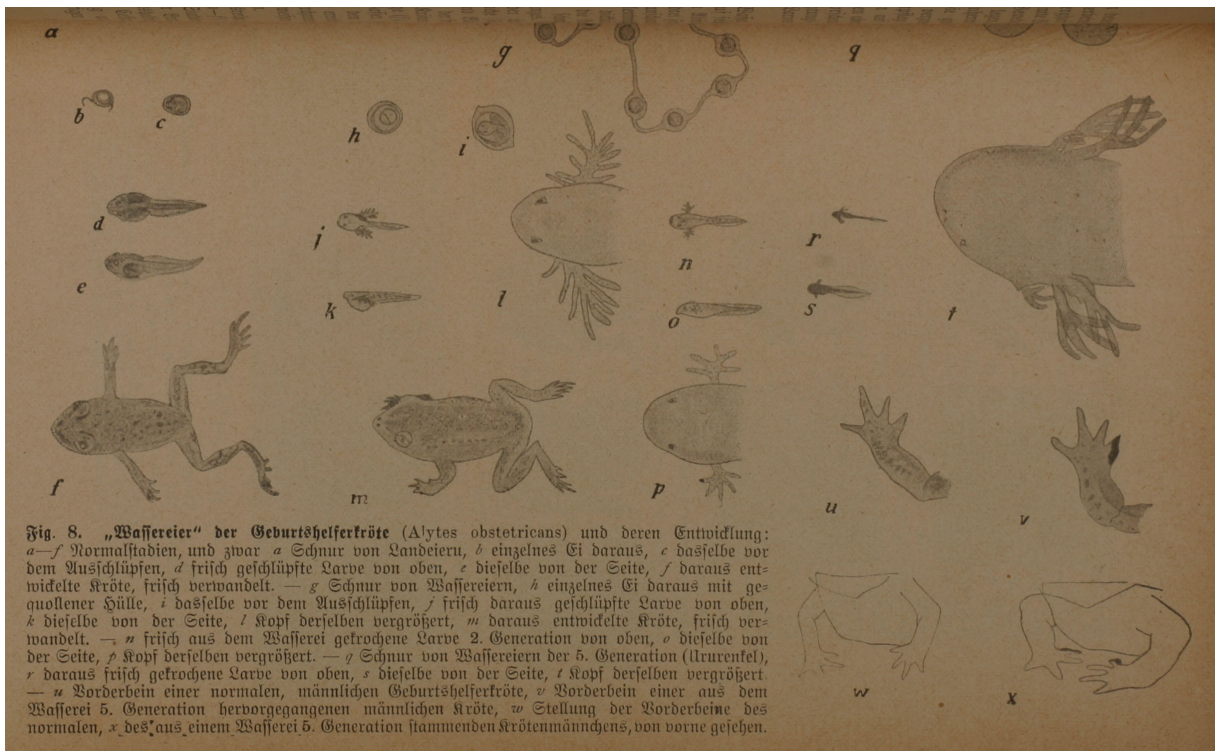 a
g
q
b
c
h
i
d
j
l
n
r
e
k
o
s
t
f
m
p
u
v
w
x
Fig. 8. „Wassereier“ der Geburtshelferkröte (Alytes obstetricans) und deren Entwicklung:
a—f Normalstadien, und zwar a Schnur von Landeiern, b einzelnes Ei daraus, c dasselbe vor
dem Ausschlüpfen, d frisch geschlüpfte Larve von oben, e dieselbe von der Seite, f daraus ent-
wickelte Kröte, frisch verwandelt. — g Schnur von Wassereiern, h einzelnes Ei daraus mit ge-
quollener Hülle, i dasselbe vor dem Ausschlüpfen, j frisch daraus geschlüpfte Larve von oben,
k dieselbe von der Seite, l Kopf derselben vergrößert, m daraus entwickelte Kröte, frisch ver-
wandelt. — n frisch aus dem Wasserei gekrochene Larve 2. Generation von oben, o dieselbe von
der Seite, p Kopf derselben vergrößert. — q Schnur von Wassereiern der 5. Generation (Ururenkel),
r daraus frisch gekrochene Larve von oben, s dieselbe von der Seite, t Kopf derselben vergrößert
— u Vorderbein einer normalen, männlichen Geburtshelferkröte, v Vorderbein einer aus dem
Wasserei 5. Generation hervorgegangenen männlichen Kröte, w Stellung der Vorderbeine des
normalen, x des aus einem Wasserei 5. Generation stammenden Krötenmännchens, von vorne gesehen.